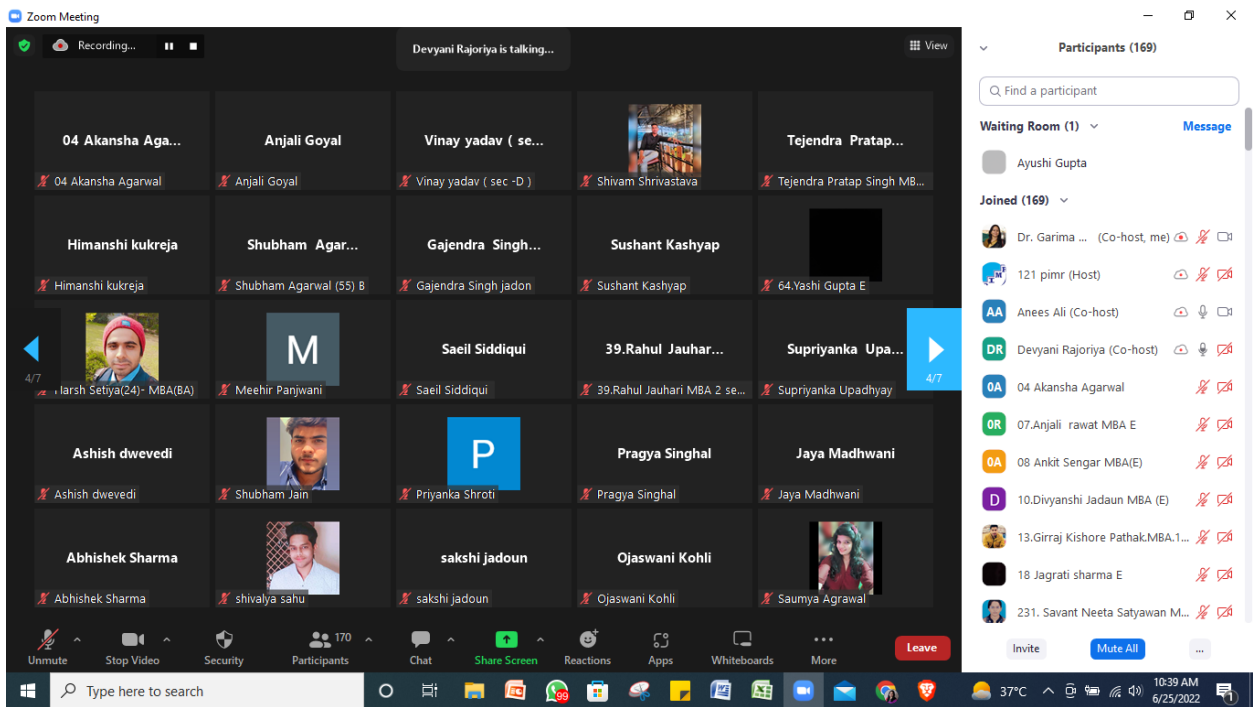 Zoom Meeting
Recording...
Devyani Rajoriya is talking...
View
04 Akansha Aga...
Anjali Goyal
Vinay yadav ( se...
Tejendra Pratap...
04 Akansha Agarwal
Anjali Goyal
Vinay yadav ( sec -D )
Shivam Shrivastava
Tejendra Pratap Singh MB...
Himanshi kukreja
Shubham Agar...
Gajendra Singh...
Sushant Kashyap
Himanshi kukreja
Shubham Agarwal (55) B
Gajendra Singh jadon
Sushant Kashyap
64.Yashi Gupta E
M
Saeil Siddiqui
39.Rahul Jauhar...
Supriyanka Upa...
4/7
4/7
Harsh Setiya(24)- MBA(BA)
Meehir Panjwani
Saeil Siddiqui
39.Rahul Jauhari MBA 2 se...
Supriyanka Upadhyay
Ashish dwevedi
P
Pragya Singhal
Jaya Madhwani
Ashish dwevedi
Shubham Jain
Priyanka Shroti
Pragya Singhal
Jaya Madhwani
Abhishek Sharma
sakshi jadoun
Ojaswani Kohli
Abhishek Sharma
shivalya sahu
sakshi jadoun
Ojaswani Kohli
Saumya Agrawal
Unmute
Stop Video
Security
170
Participants
Chat
Share Screen
Reactions
Apps
Whiteboards
More
Leave
Participants (169)
Find a participant
Waiting Room (1)
Message
Ayushi Gupta
Joined (169)
Dr. Garima ... (Co-host, me)
121 pimr (Host)
AA Anees Ali (Co-host)
DR Devyani Rajoriya (Co-host)
0A 04 Akansha Agarwal
0R 07.Anjali rawat MBA E
0A 08 Ankit Sengar MBA(E)
D 10.Divyanshi Jadaun MBA (E)
13.Girraj Kishore Pathak.MBA.1...
18 Jagrati sharma E
231. Savant Neeta Satyawan M...
Invite
Mute All
...
Type here to search
99
37°C
10:39 AM
6/25/2022
1